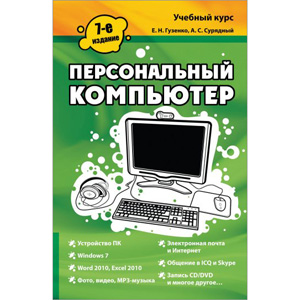 Учебный курс
7-е
издание
Е. Н. Гузенко, А. С. Сурядный
ПЕРСОНАЛЬНЫЙ
КОМПЬЮТЕР
Устройство ПК
Windows 7
Word 2010, Excel 2010
Фото, видео, MP3-музыка
Электронная почта
и Интернет
Общение в ICQ и Skype
Запись CD/DVD
и многое другое...